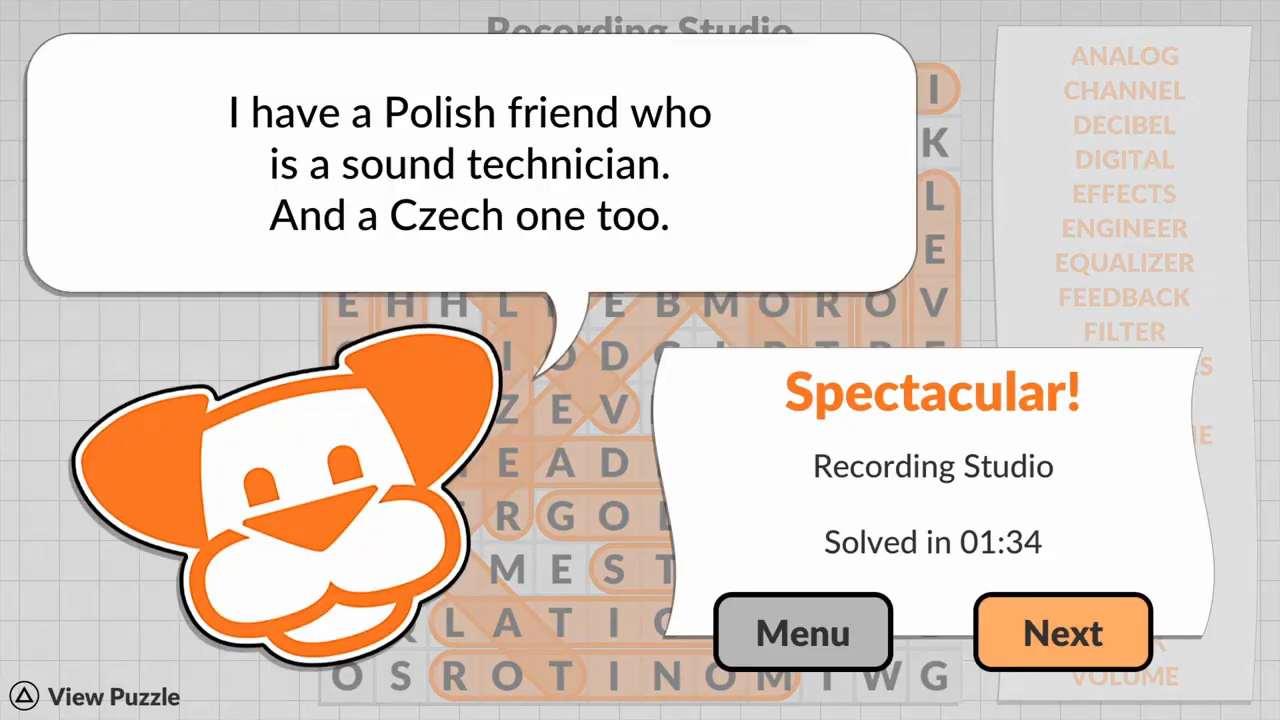 Recording Studio
I have a Polish friend who
is a sound technician.
And a Czech one too.
I
K
L
E
E H H L E B M O R O V
I O D
Z E V
E A D
R G O
M E S T
L A T I
O S R O T I N O M I W G
ANALOG
CHANNEL
DECIBEL
DIGITAL
EFFECTS
ENGINEER
EQUALIZER
FEEDBACK
FILTER
VOLUME
Spectacular!
Recording Studio
Solved in 01:34
Menu
Next
View Puzzle